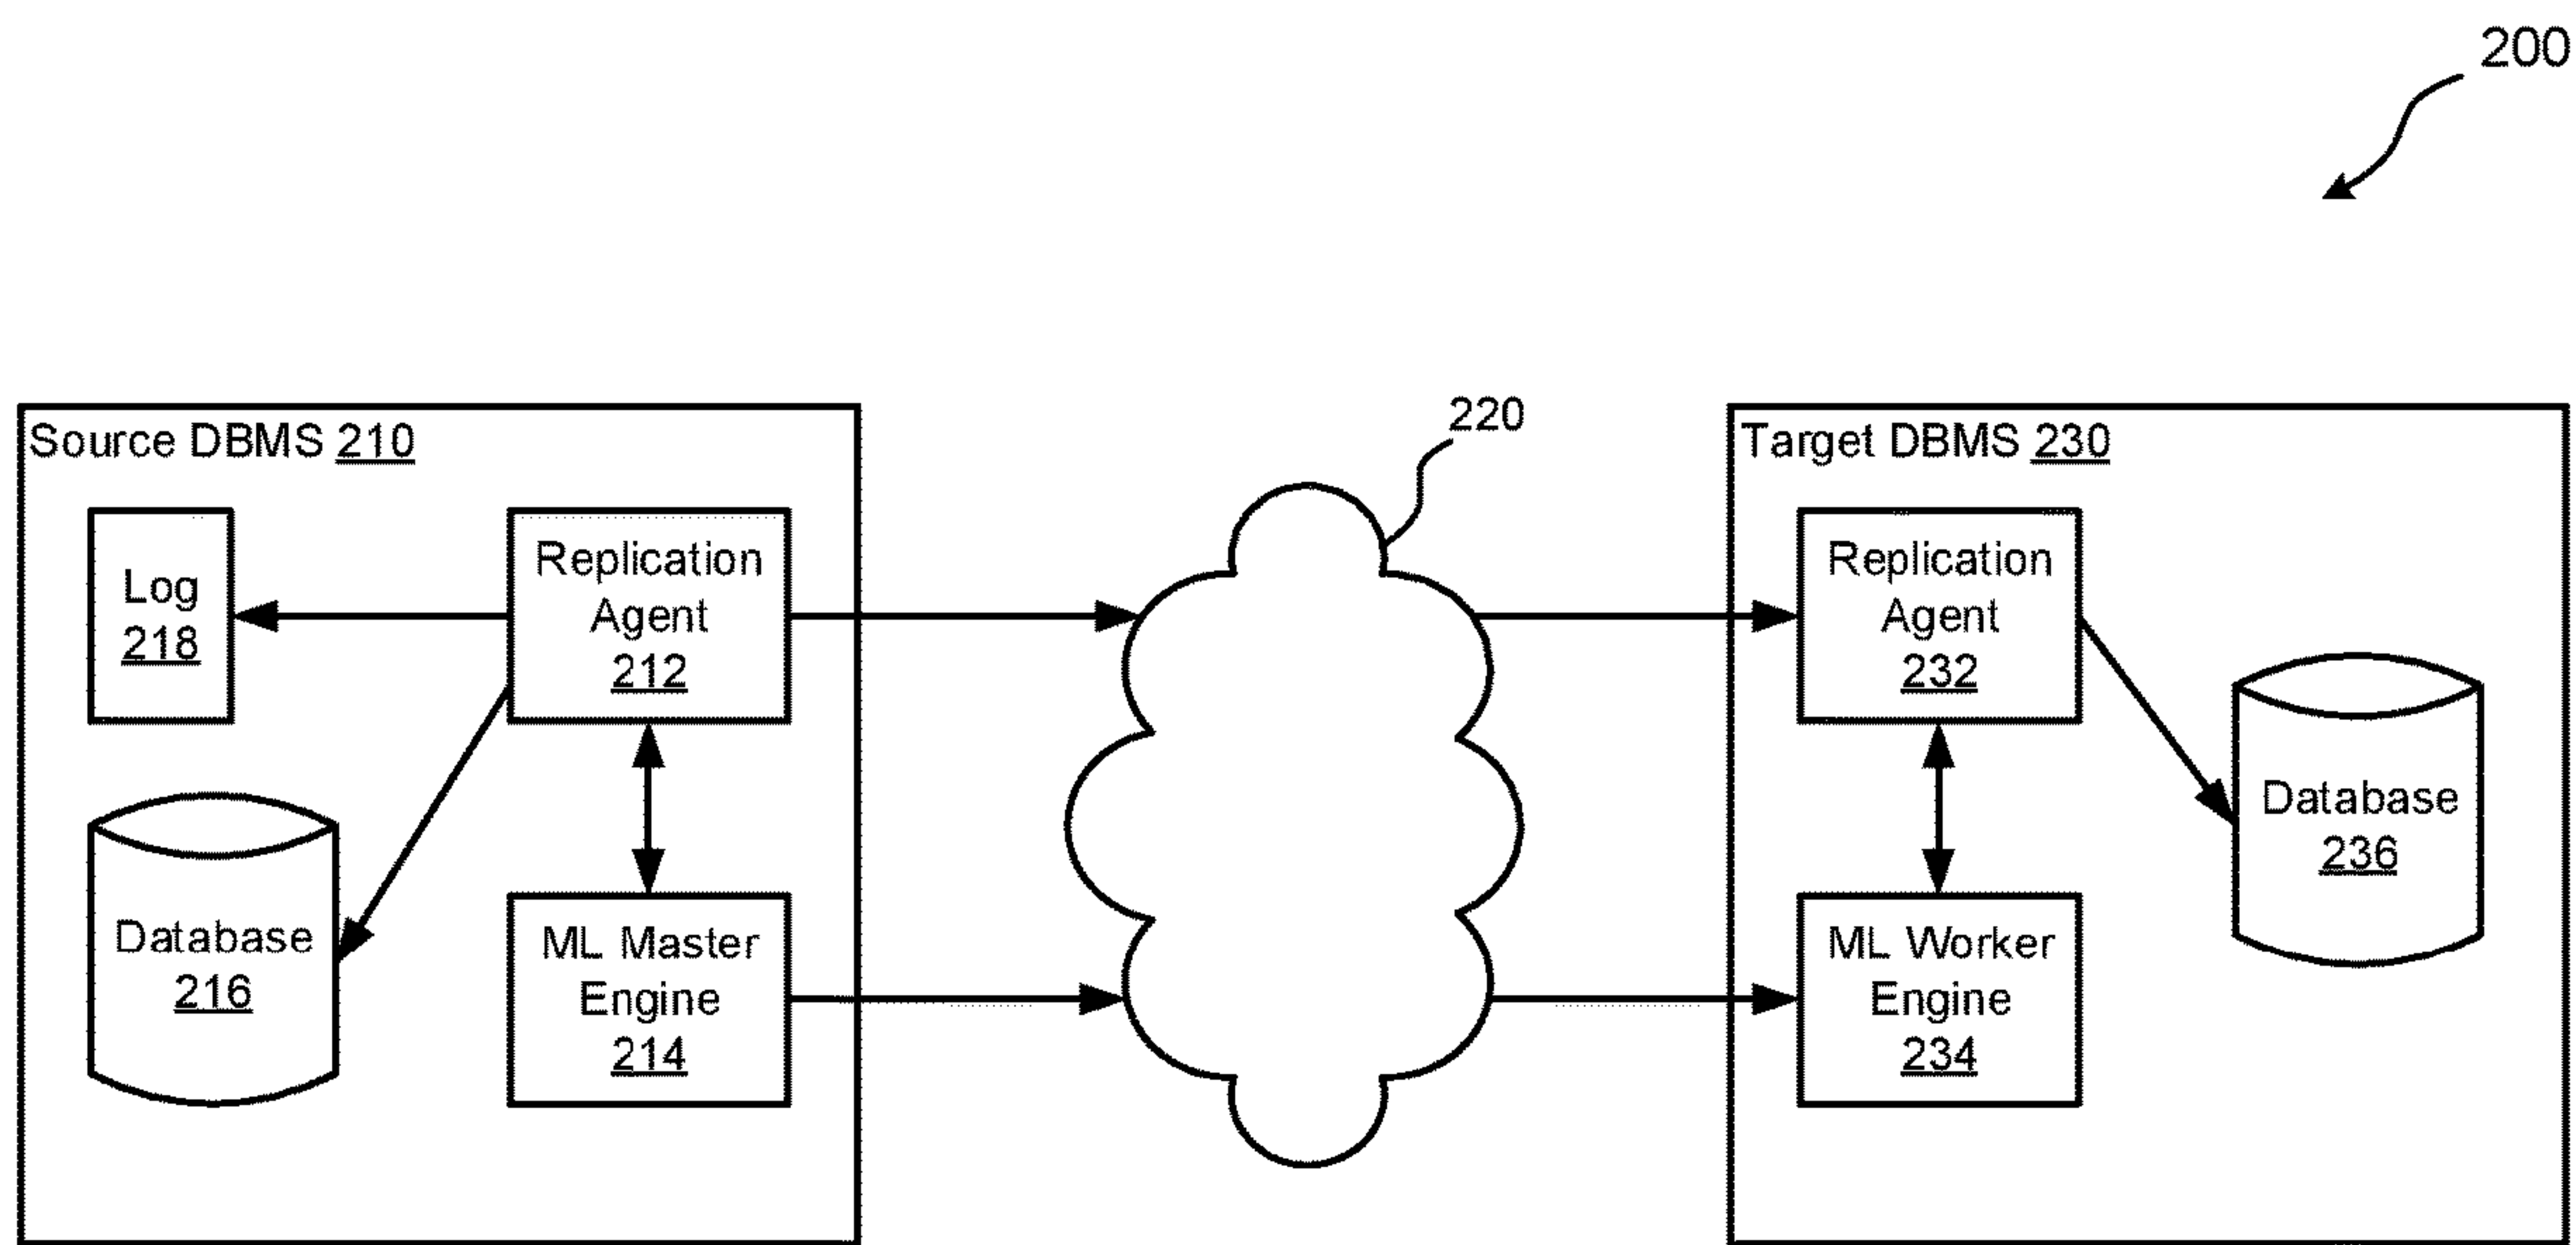 200
220
Source DBMS 210
Log
218
Replication
Agent
212
Database
216
ML Master
Engine
214
Target DBMS 230
Replication
Agent
232
Database
236
ML Worker
Engine
234